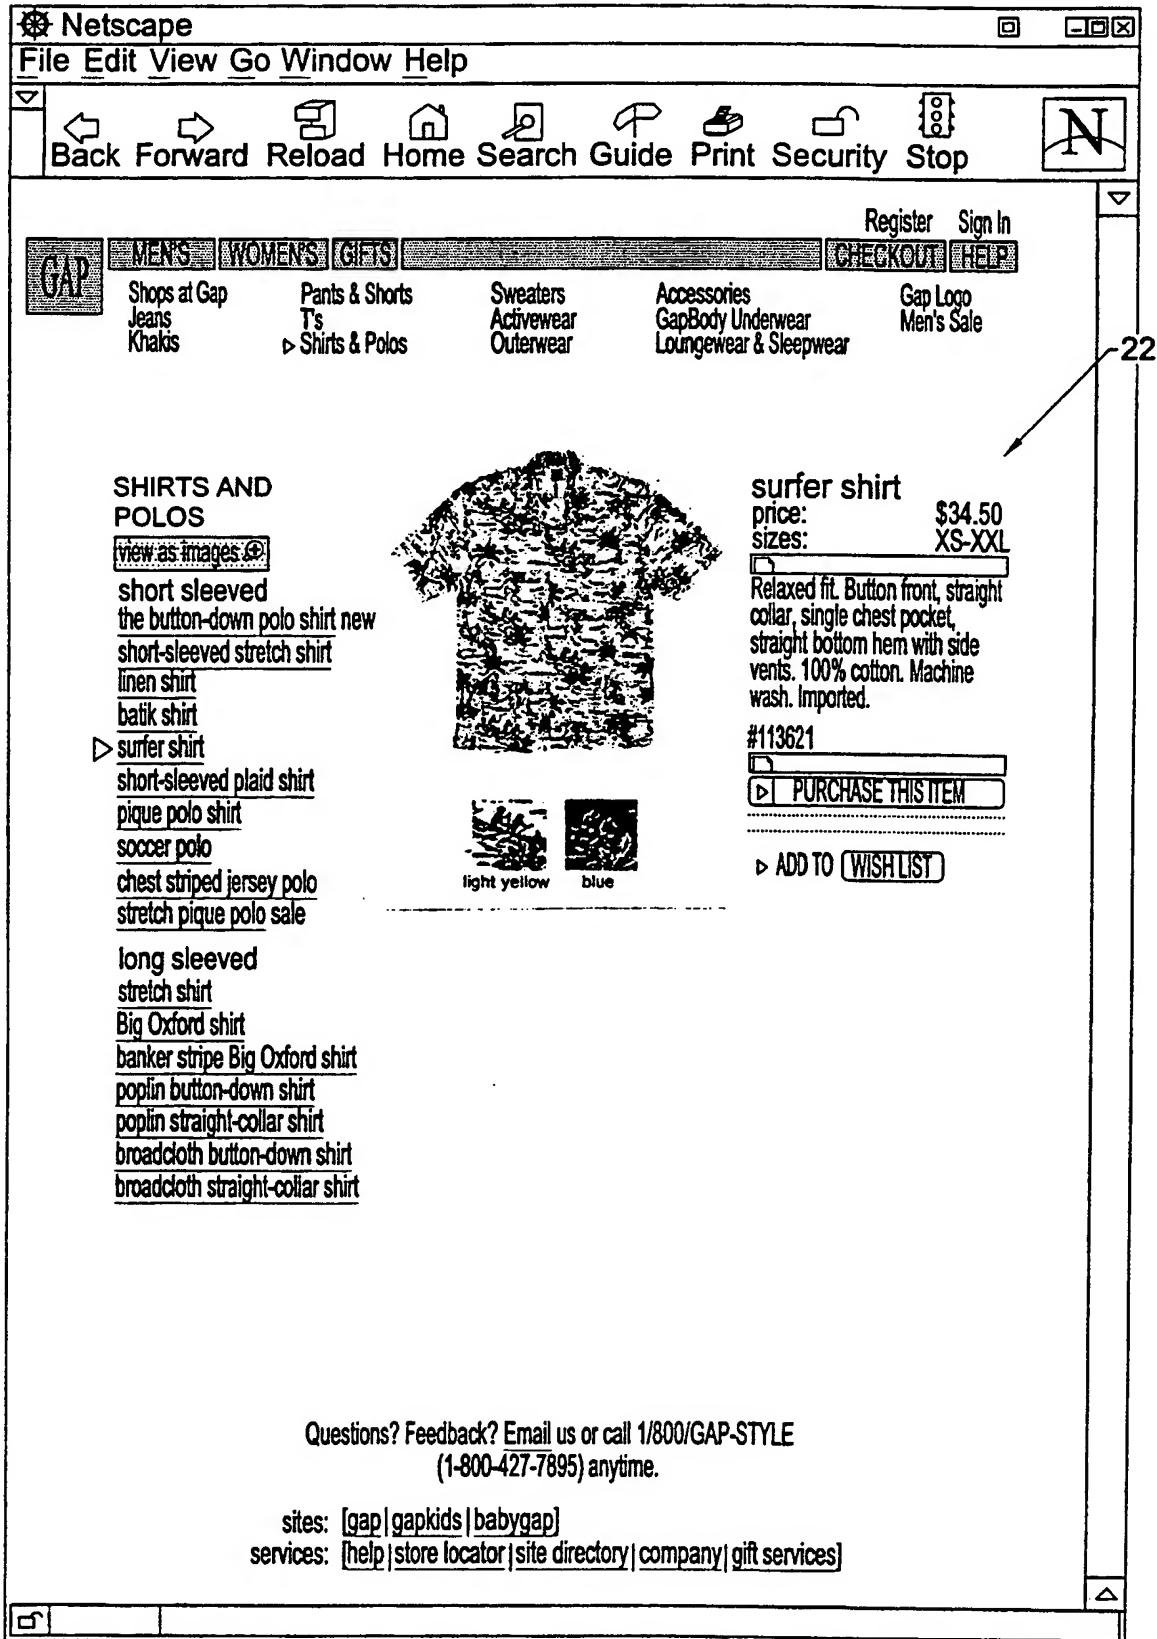 Netscape
File Edit View Go Window Help
Back Forward Reload Home Search Guide Print Security Stop
N
Register Sign In
GAP
MEN'S WOMEN'S GIFTS CHECKOUT HELP
Shops at Gap Pants & Shorts Sweaters Accessories Gap Logo
Jeans T's Activewear GapBody Underwear Men's Sale
Khakis Shirts & Polos Outerwear Loungewear & Sleepwear
22
SHIRTS AND
POLOS
view as images
short sleeved
the button-down polo shirt new
short-sleeved stretch shirt
linen shirt
batik shirt
surfer shirt
short-sleeved plaid shirt
pique polo shirt
soccer polo
chest striped jersey polo
stretch pique polo sale
long sleeved
stretch shirt
Big Oxford shirt
banker stripe Big Oxford shirt
poplin button-down shirt
poplin straight-collar shirt
broadcloth button-down shirt
broadcloth straight-collar shirt
light yellow blue
surfer shirt
price: $34.50
sizes: XS-XXL
Relaxed fit. Button front, straight
collar, single chest pocket,
straight bottom hem with side
vents. 100% cotton. Machine
wash. Imported.
#113621
PURCHASE THIS ITEM
ADD TO WISH LIST
Questions? Feedback? Email us or call 1/800/GAP-STYLE
(1-800-427-7895) anytime.
sites: [gap|gapkids|babygap]
services: [help|store locator|site directory|company|gift services]